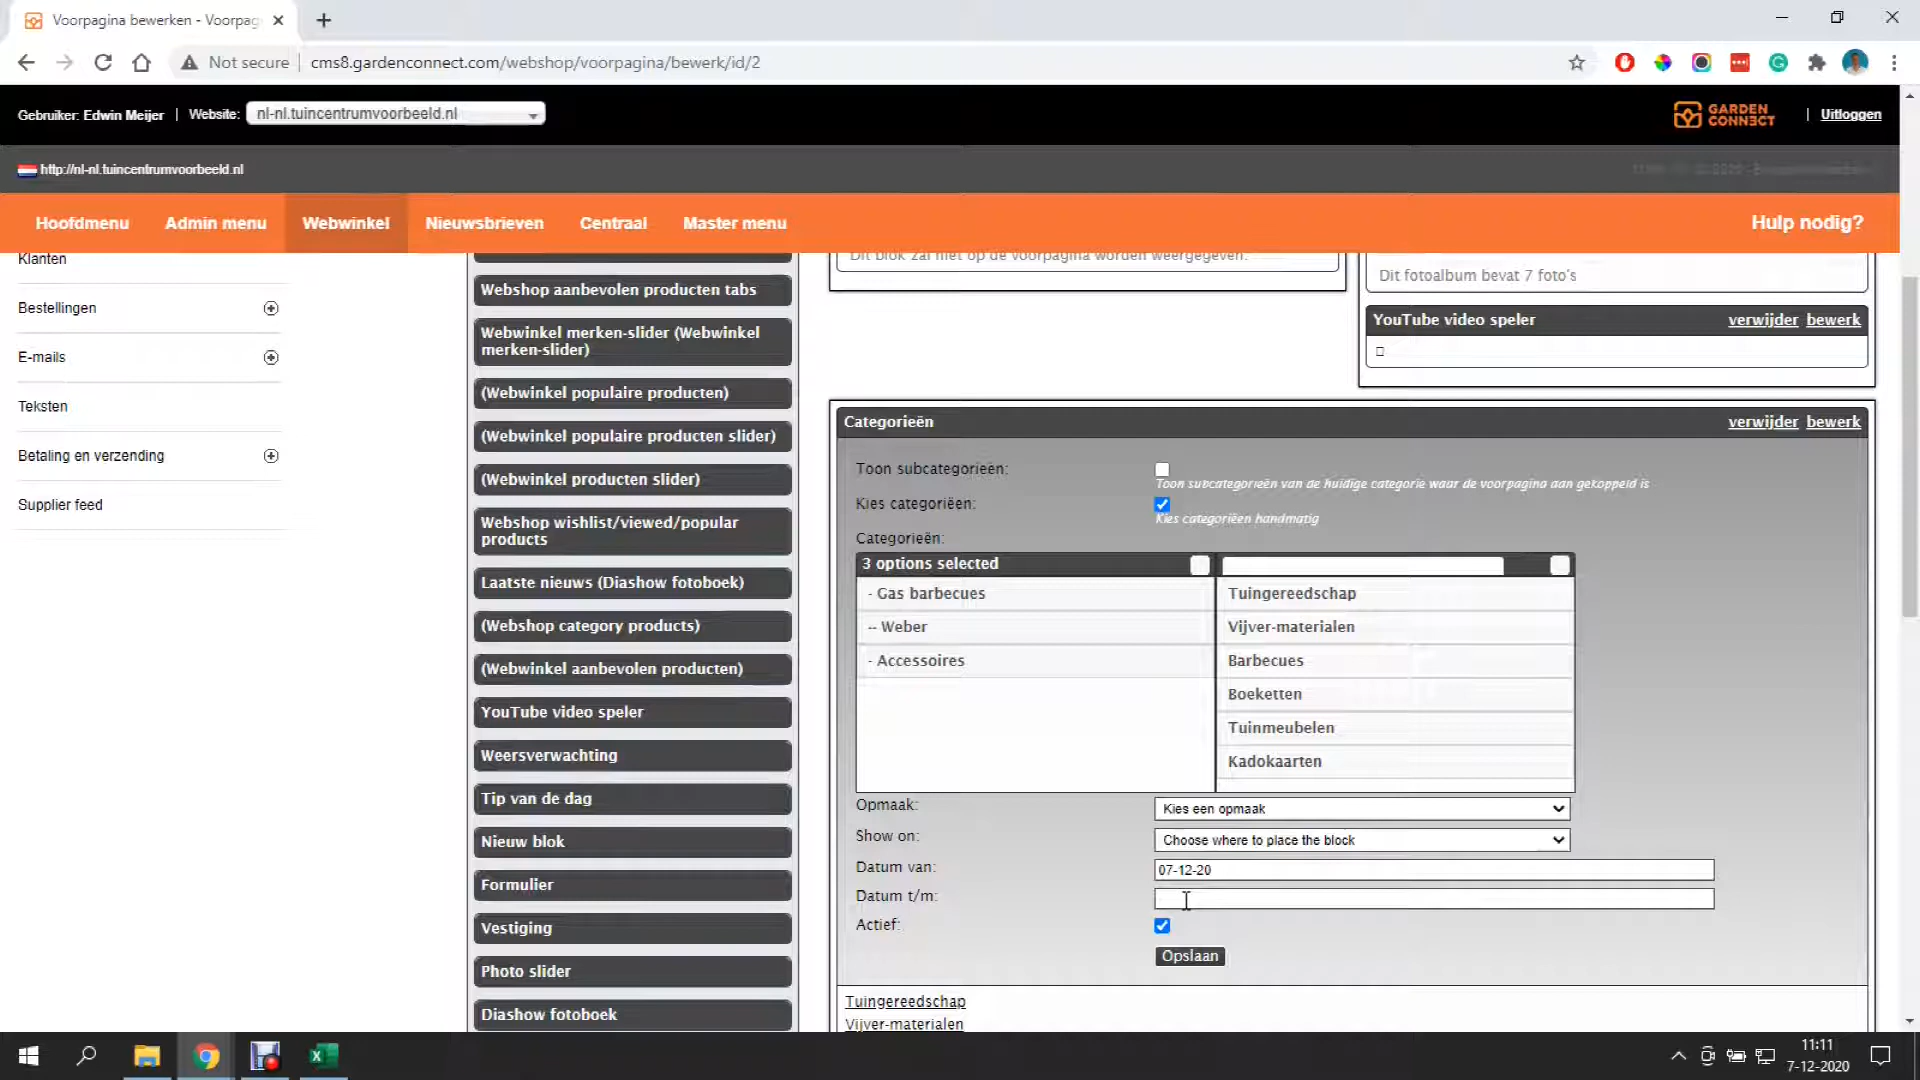 Voorpagina bewerken - Voorpag
Not secure
cms8.gardenconnect.com/webshop/voorpagina/bewerk/id/2
Gebruiker: Edwin Meijer | Website: nl-nl.tuincentrumvoorbeeld.nl
GARDEN CONNECT
| Uitloggen
http://nl-nl.tuincentrumvoorbeeld.nl
Hoofdmenu Admin menu Webwinkel Nieuwsbrieven Centraal Master menu Hulp nodig?
Klanten
Bestellingen
E-mails
Teksten
Betaling en verzending
Supplier feed
Webshop aanbevolen producten tabs
Webwinkel merken-slider (Webwinkel
merken-slider)
(Webwinkel populaire producten)
(Webwinkel populaire producten slider)
(Webwinkel producten slider)
Webshop wishlist/viewed/popular
products
Laatste nieuws (Diashow fotoboek)
(Webshop category products)
(Webwinkel aanbevolen producten)
YouTube video speler
Weersverwachting
Tip van de dag
Nieuw blok
Formulier
Vestiging
Photo slider
Diashow fotoboek
Dit blok zal niet op de voorpagina worden weergegeven.
Dit fotoalbum bevat 7 foto's
YouTube video speler verwijder bewerk
Categorieën verwijder bewerk
Toon subcategorieën:
Toon subcategorieën van de huidige categorie waar de voorpagina aan gekoppeld is
Kies categorieën:
Kies categorieën handmatig
Categorieën:
3 options selected
- Gas barbecues
-- Weber
- Accessoires
Tuingereedschap
Vijver-materialen
Barbecues
Boeketten
Tuinmeubelen
Kadokaarten
Opmaak: Kies een opmaak
Show on: Choose where to place the block
Datum van: 07-12-20
Datum t/m:
Actief:
Opslaan
Tuingereedschap
Vijver-materialen
11:11
7-12-2020